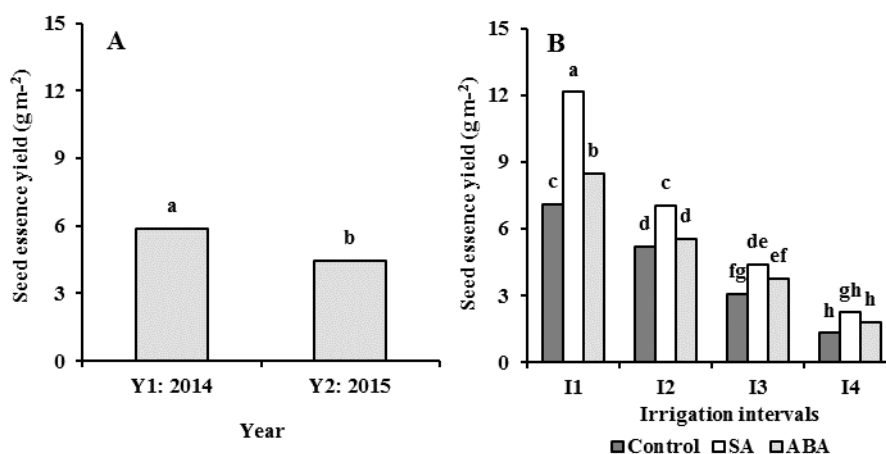 A
Seed essence yield (g m-2)
15
12
9
6
3
0
a
b
Y1: 2014 Y2: 2015
Year
B
Seed essence yield (g m-2)
15
12
9
6
3
0
c a b
d c d
fg de ef
h gh h
I1 I2 I3 I4
Irrigation intervals
Control SA ABA